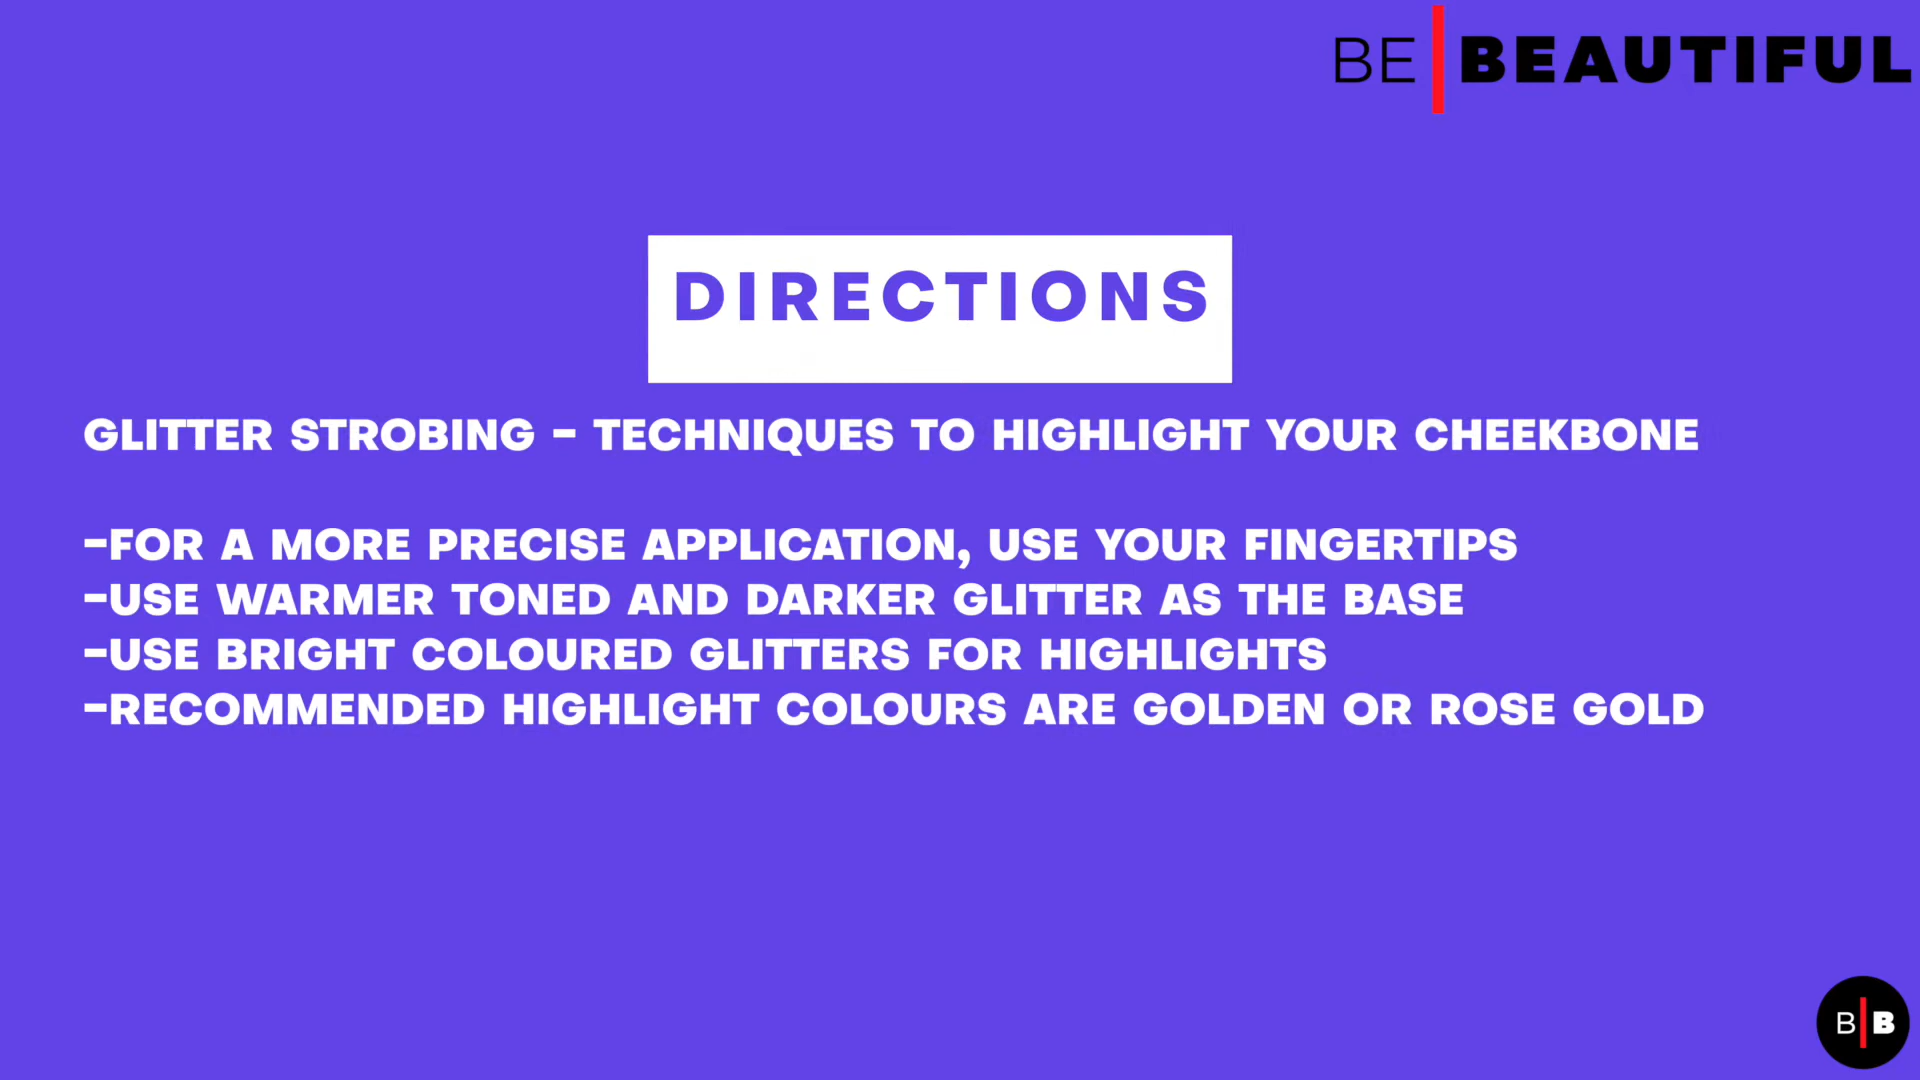 BE BEAUTIFUL
DIRECTIONS
GLITTER STROBING - TECHNIQUES TO HIGHLIGHT YOUR CHEEKBONE
-FOR A MORE PRECISE APPLICATION, USE YOUR FINGERTIPS
-USE WARMER TONED AND DARKER GLITTER AS THE BASE
-USE BRIGHT COLOURED GLITTERS FOR HIGHLIGHTS
-RECOMMENDED HIGHLIGHT COLOURS ARE GOLDEN OR ROSE GOLD
B B